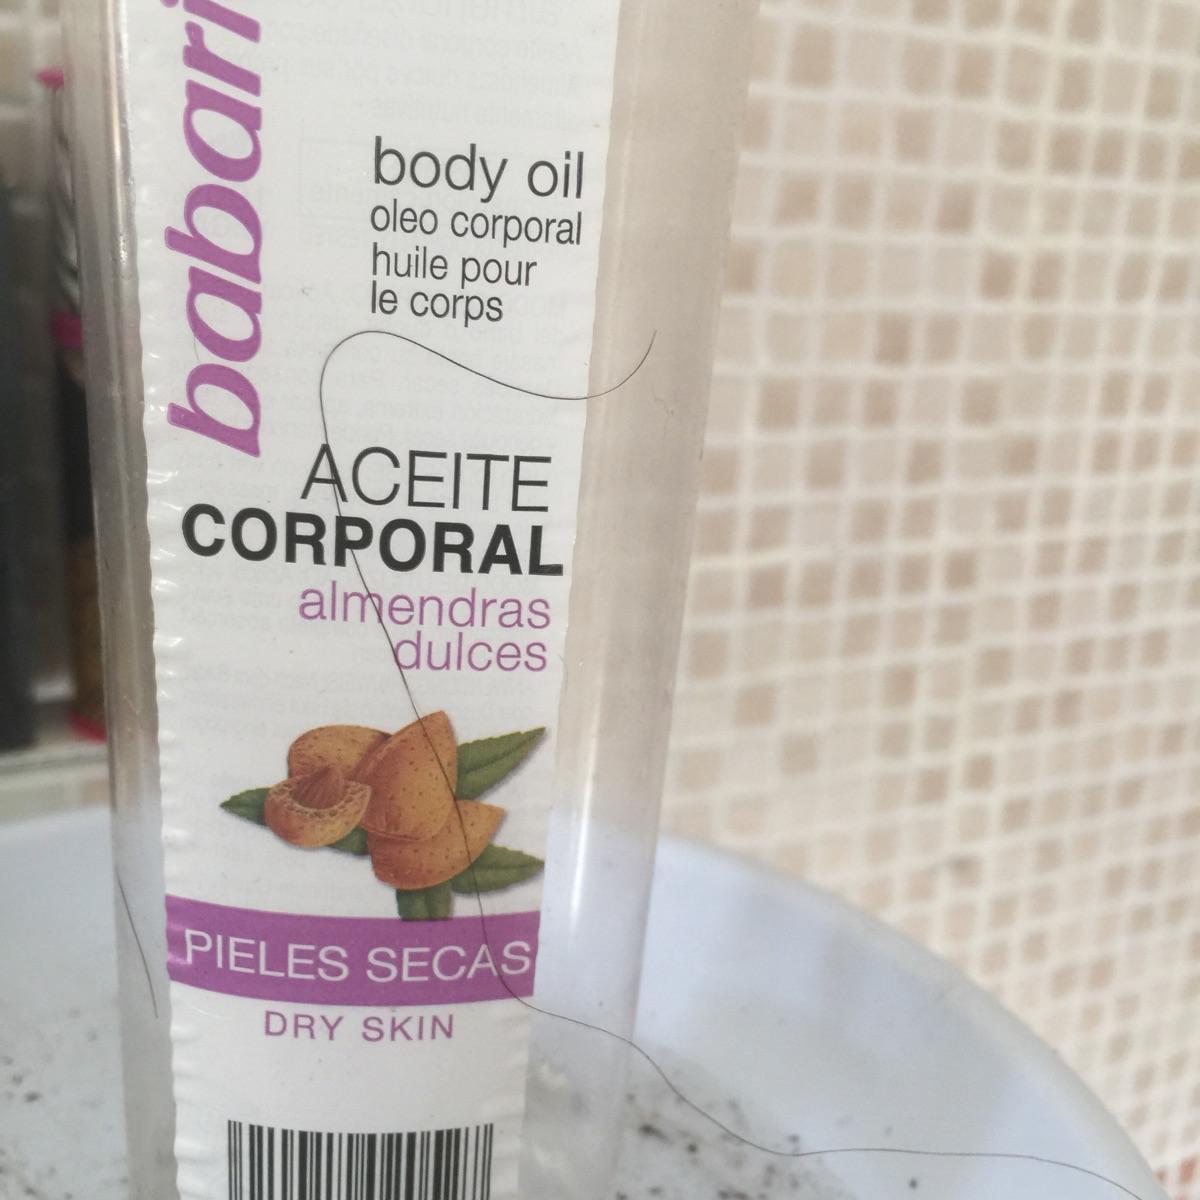 babari
body oil
oleo corporal
huile pour
le corps
ACEITE
CORPORAL
almendras
dulces
PIELES SECAS
DRY SKIN